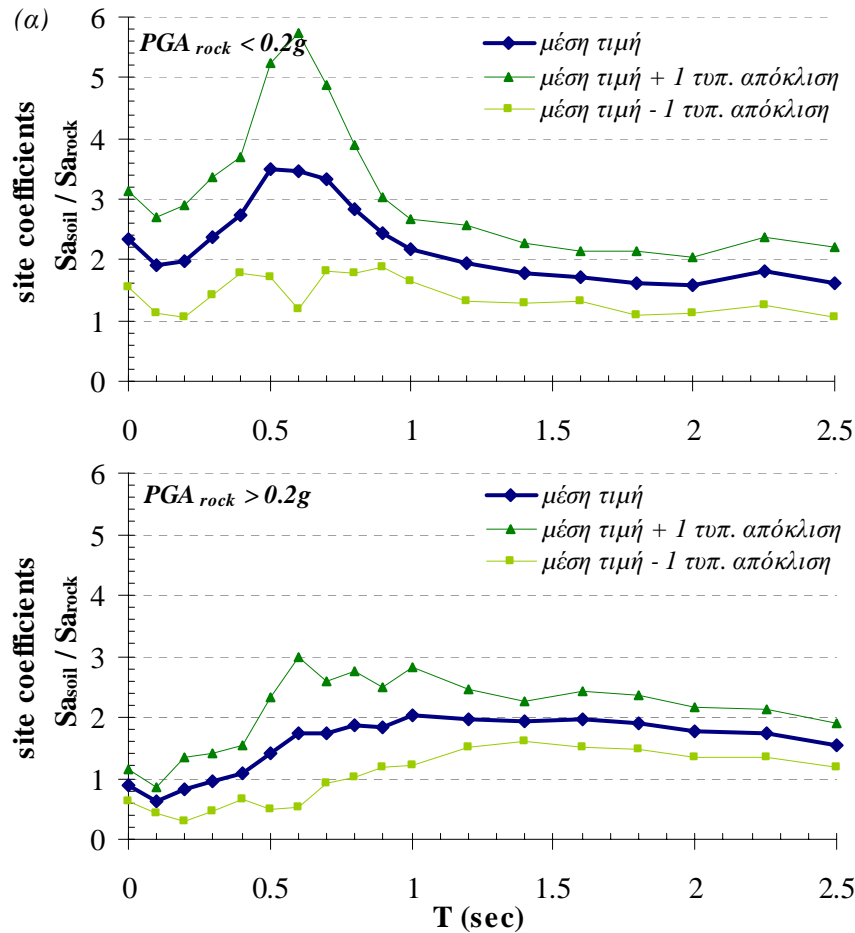 (α)
PGA rock < 0.2g
μέση τιμή
μέση τιμή + 1 τυπ. απόκλιση
μέση τιμή - 1 τυπ. απόκλιση
site coefficients
Sasoil / Sarock
6
5
4
3
2
1
0
0 0.5 1 1.5 2 2.5
PGA rock > 0.2g
μέση τιμή
μέση τιμή + 1 τυπ. απόκλιση
μέση τιμή - 1 τυπ. απόκλιση
site coefficients
Sasoil / Sarock
6
5
4
3
2
1
0
0 0.5 1 1.5 2 2.5
T (sec)